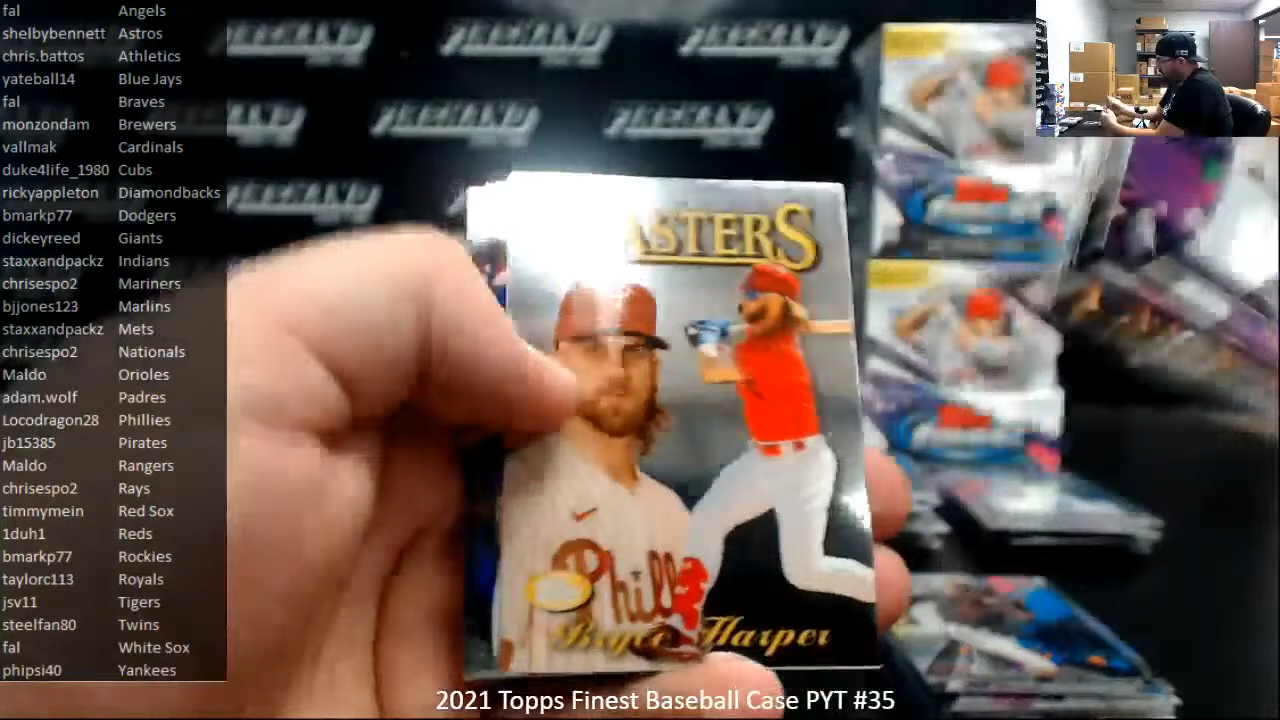 fal Angels
shelbybennett Astros
chris.battos Athletics
yateball14 Blue Jays
fal Braves
monzondam Brewers
vallmak Cardinals
duke4life_1980 Cubs
rickyappleton Diamondbacks
bmarkp77 Dodgers
dickeyreed Giants
staxxandpackz Indians
chrisespo2 Mariners
bjjones123 Marlins
staxxandpackz Mets
chrisespo2 Nationals
Maldo Orioles
adam.wolf Padres
Locodragon28 Phillies
jb15385 Pirates
Maldo Rangers
chrisespo2 Rays
timmymein Red Sox
1duh1 Reds
bmarkp77 Rockies
taylorc113 Royals
jsv11 Tigers
steelfan80 Twins
fal White Sox
phipsi40 Yankees
ASTERS
Phill
Bryce Harper
2021 Topps Finest Baseball Case PYT #35